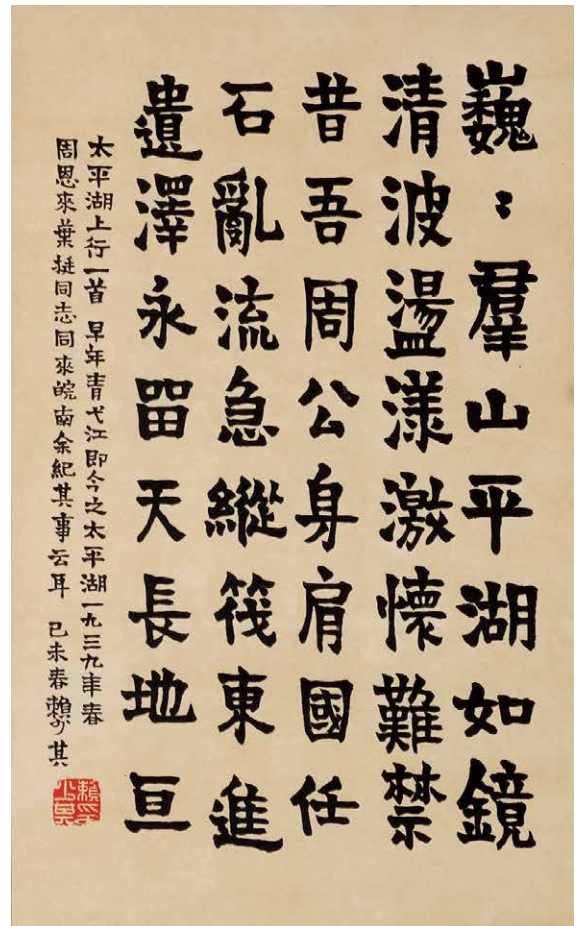 巍〻羣山平湖如鏡
清波盪漾激懷難禁
昔吾周公身肩國任
石亂流急縱筏東進
遺澤永留天長地亘
太平湖上行一首 早年青弋江即今之太平湖一九三九年春
周恩來葉挺同志同來皖南余紀其事云耳 己未春賴少其
賴少其